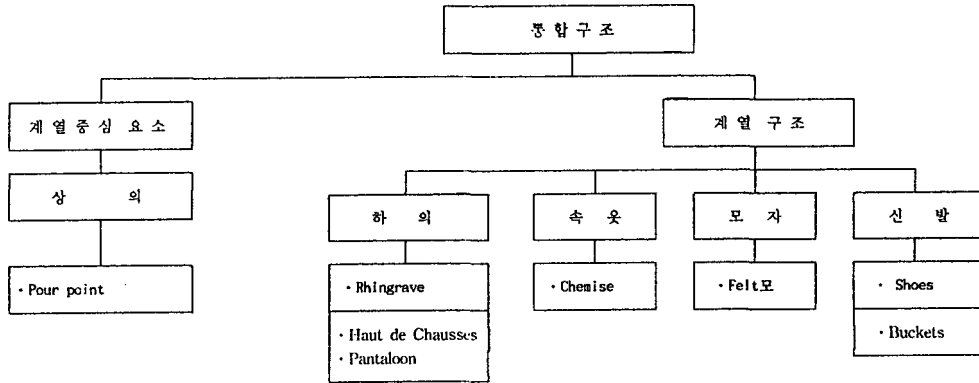 통합구조
계열중심 요소
계열 구조
상 의
하 의
속 옷
모 자
신 발
· Pour point
· Rhingrave
· Chemise
· Felt모
· Shoes
· Haut de Chausses
· Pantaloon
· Buckets